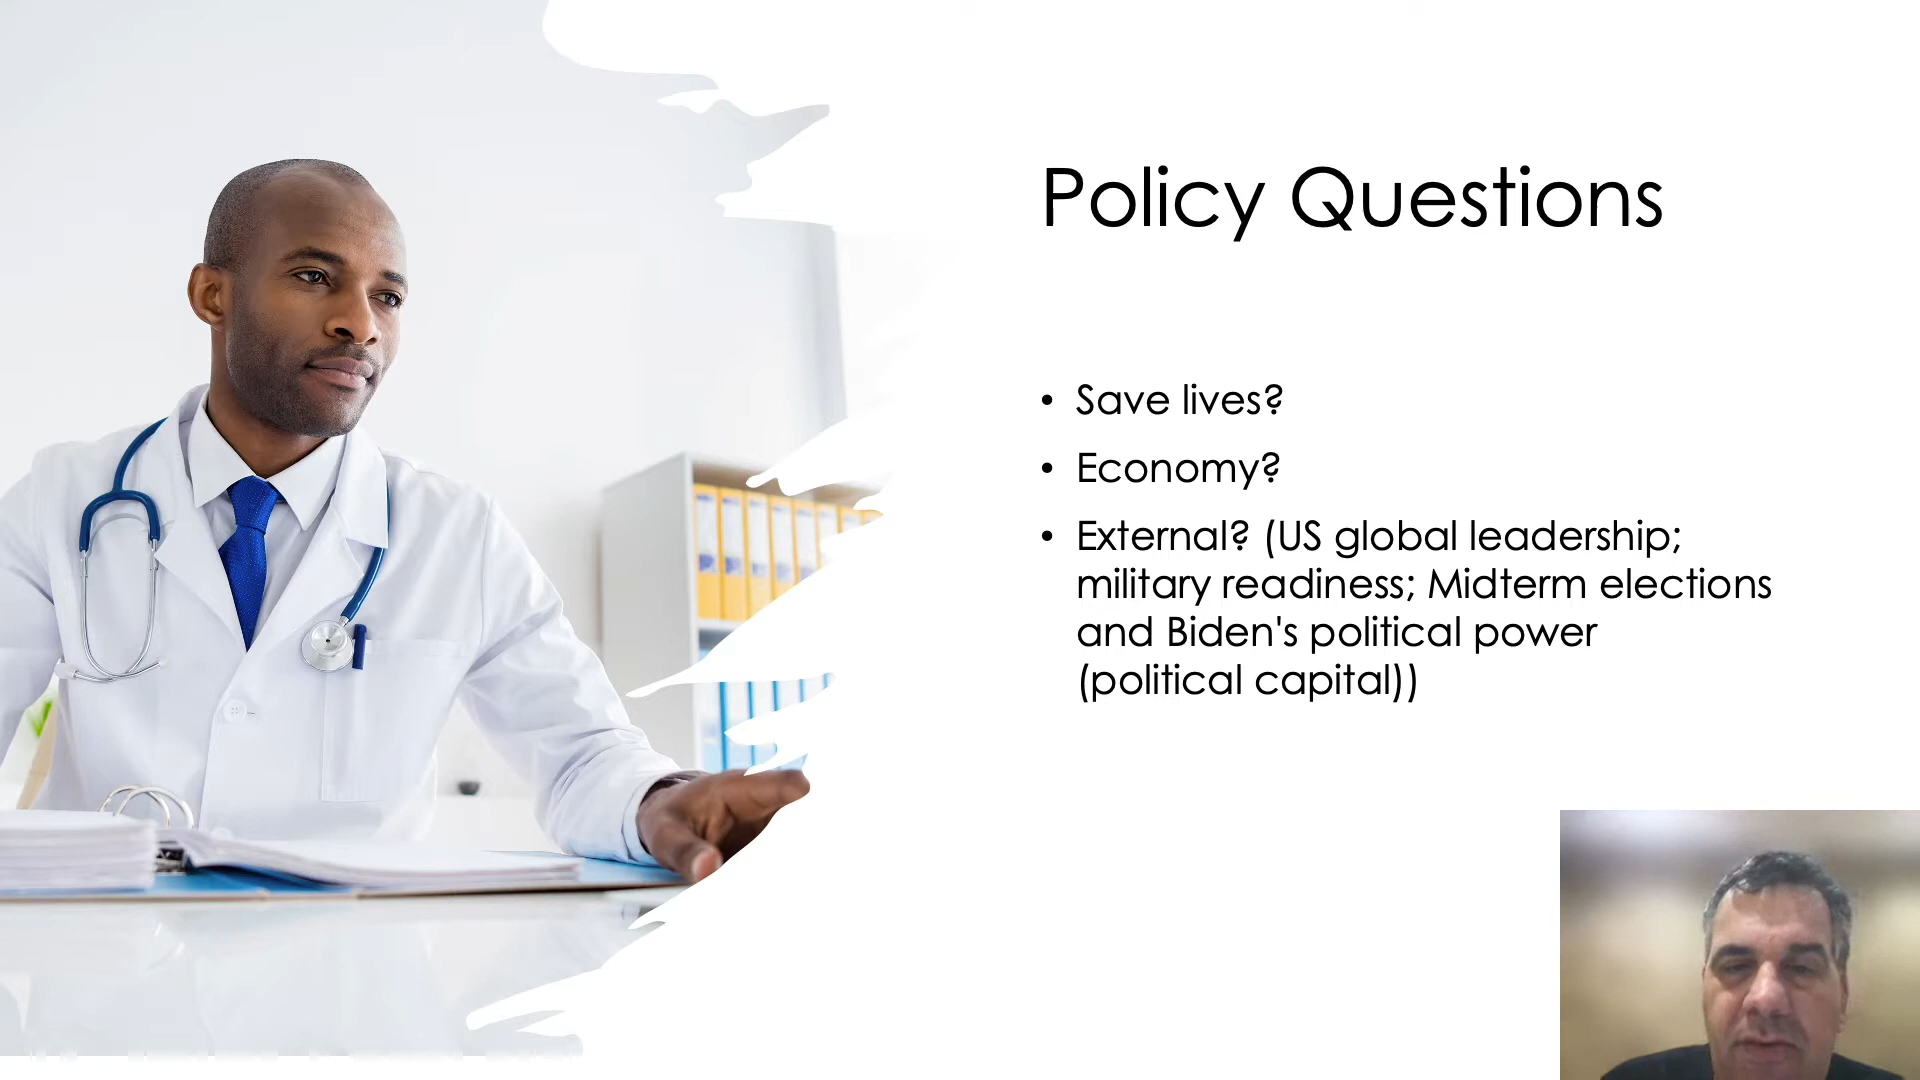 Policy Questions
• Save lives?
• Economy?
• External? (US global leadership;
military readiness; Midterm elections
and Biden's political power
(political capital))